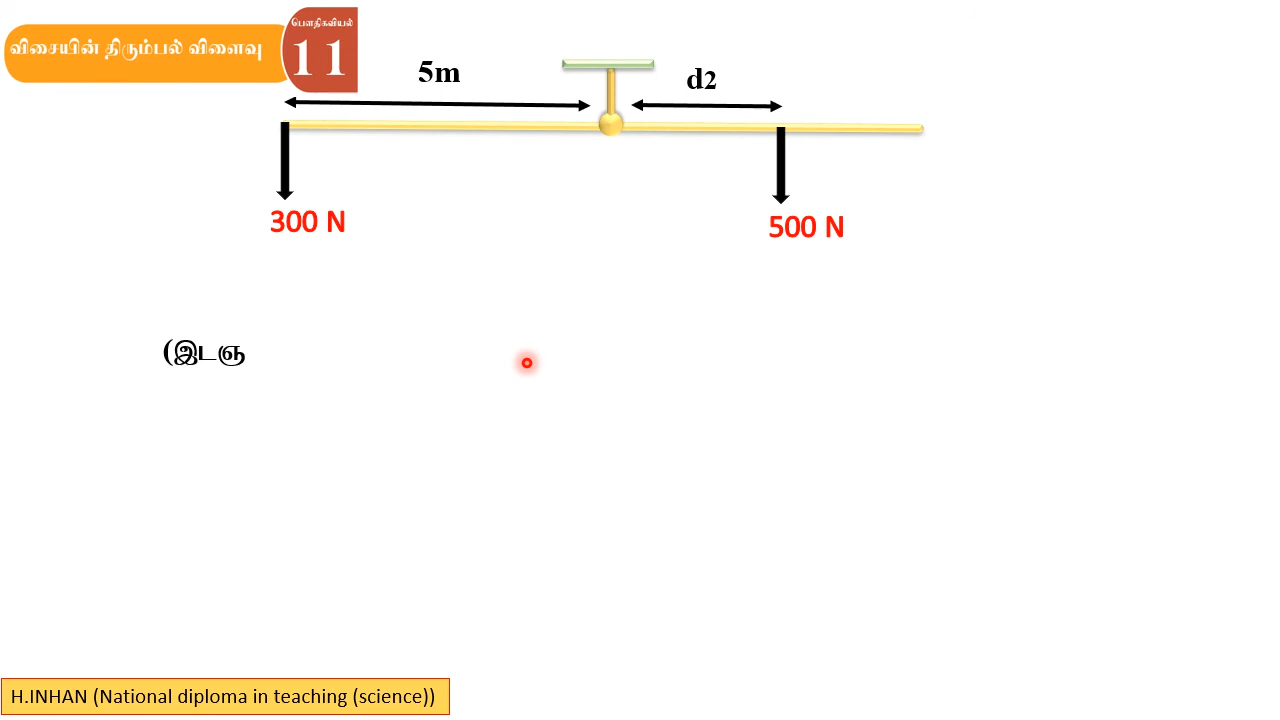 பௌதிகவியல்
விசையின் திரும்பல் விளைவு
11
5m
d2
300 N
500 N
(இடஞ
H.INHAN (National diploma in teaching (science))